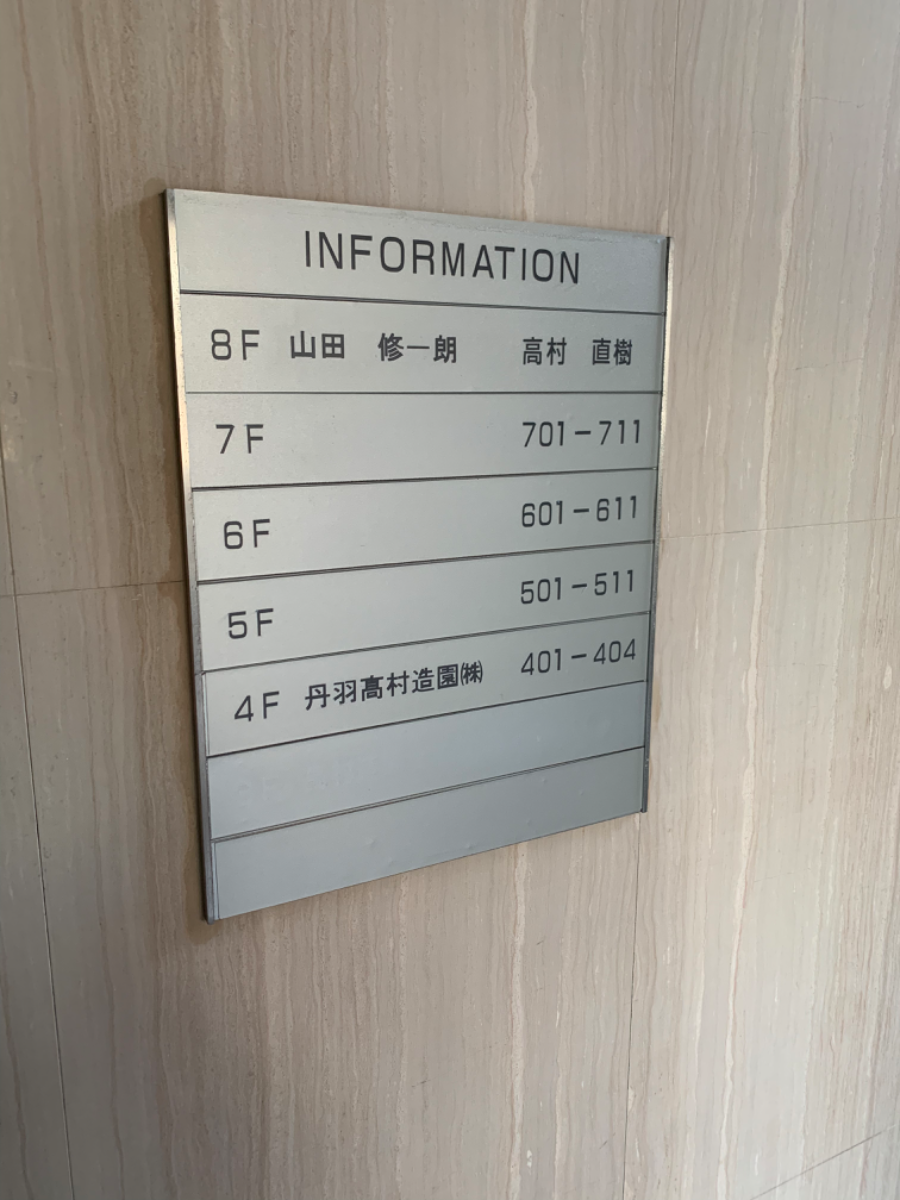 INFORMATION
8F 山田 修一朗 高村 直樹
7F 701-711
6F 601-611
5F 501-511
4F 丹羽高村造園㈱ 401-404